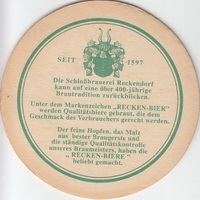 SEIT 1597
Die Schloßbrauerei Reckendorf
kann auf eine über 400-jährige
Brautradition zurückblicken.
Unter dem Markenzeichen „RECKEN-BIER"
werden Qualitätsbiere gebraut, die dem
Geschmack des Verbrauchers gerecht werden.
Der feine Hopfen, das Malz
aus bester Braugerste und
die ständige Qualitätskontrolle
unseres Braumeisters, haben die
„RECKEN-BIERE"
beliebt gemacht.